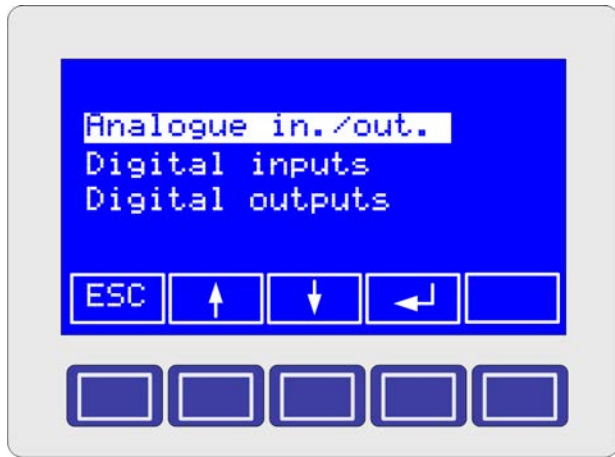 Analogue in./out.
Digital inputs
Digital outputs
ESC